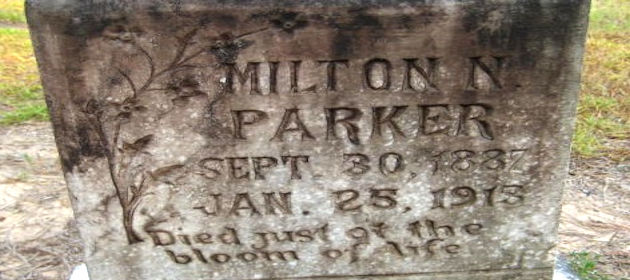 MILTON N.
PARKER
SEPT. 30, 1887
JAN. 25, 1915
Died just at the
bloom of life